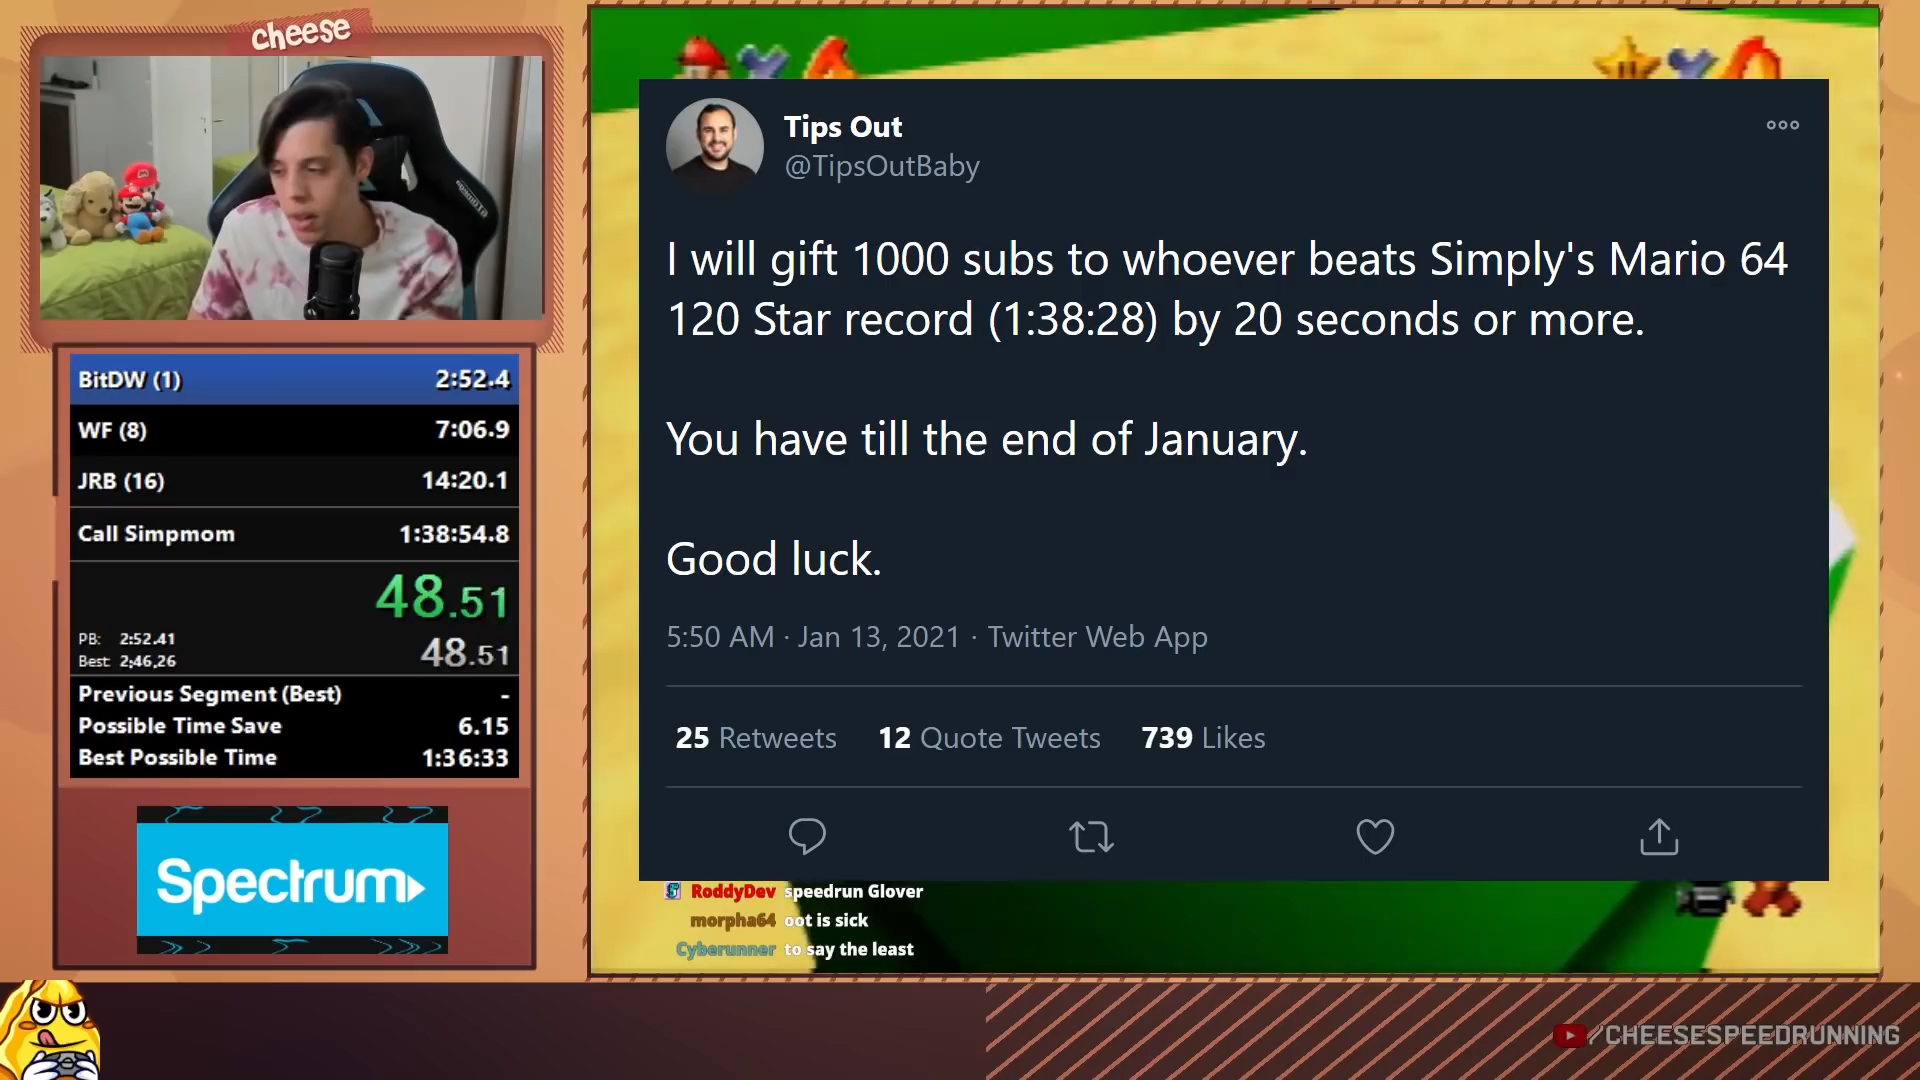 cheese
BitDW (1) 2:52.4
WF (8) 7:06.9
JRB (16) 14:20.1
Call Simpmom 1:38:54.8
48.51
PB: 2:52.41
Best: 2:46.26
48.51
Previous Segment (Best) -
Possible Time Save 6.15
Best Possible Time 1:36:33
Spectrum
Tips Out
@TipsOutBaby
I will gift 1000 subs to whoever beats Simply's Mario 64
120 Star record (1:38:28) by 20 seconds or more.
You have till the end of January.
Good luck.
5:50 AM · Jan 13, 2021 · Twitter Web App
25 Retweets 12 Quote Tweets 739 Likes
RoddyDev speedrun Glover
morpha64 oot is sick
Cyberunner to say the least
/CHEESESPEEDRUNNING